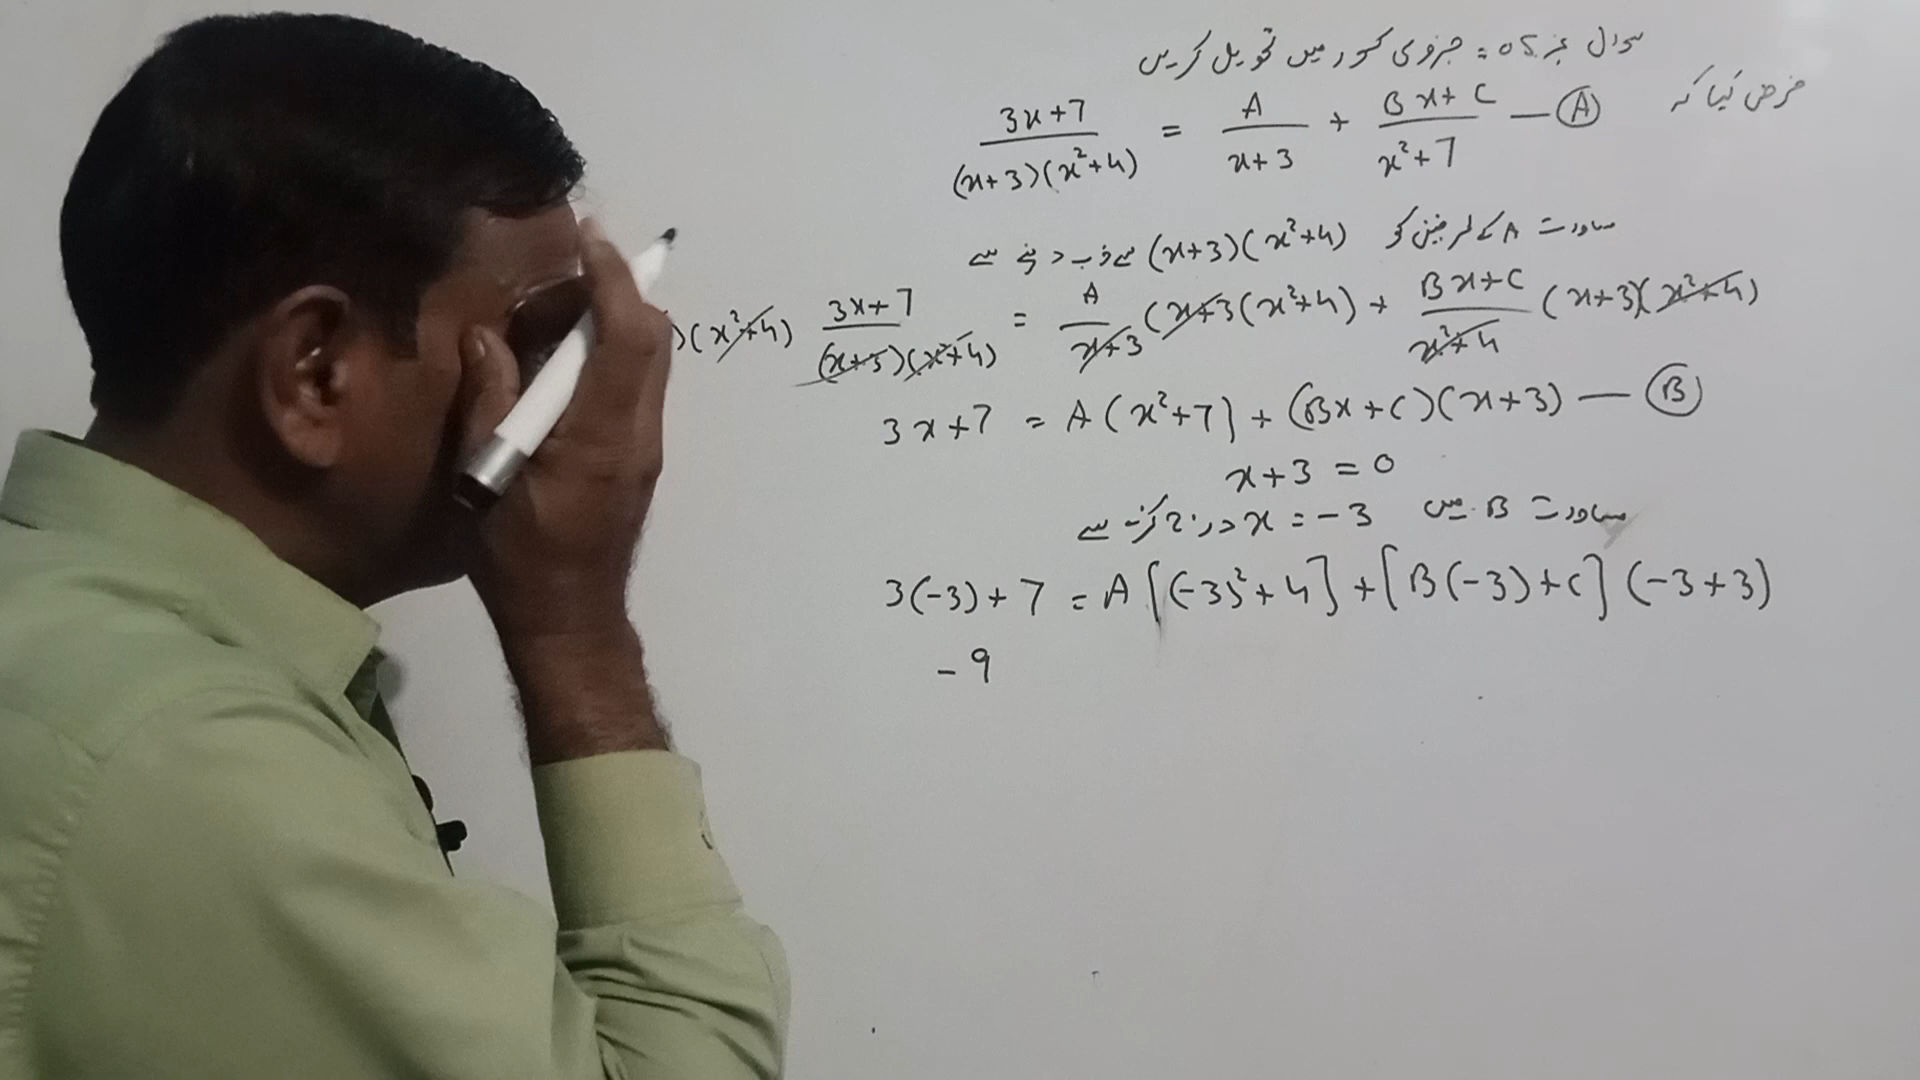 سوال نمبر 05 = جزوی کسور میں تحویل کریں
فرض کیا کہ
(3x+7)/((x+3)(x²+4)) = A/(x+3) + (Bx+C)/(x²+7) — Ⓐ
مساوات A کے طرفین کو (x+3)(x²+4) سے ضرب دینے سے
)(x²+4) (3x+7)/((x+3)(x²+4)) = A/(x+3) (x+3(x²+4) + (Bx+C)/(x²+4) (x+3)(x²+4)
3x+7 = A(x²+7) + (Bx+C)(x+3) — Ⓑ
x+3 = 0
مساوات B میں x = -3 درج کرنے سے
3(-3)+7 = A[(-3)²+4] + [B(-3)+C](-3+3)
-9